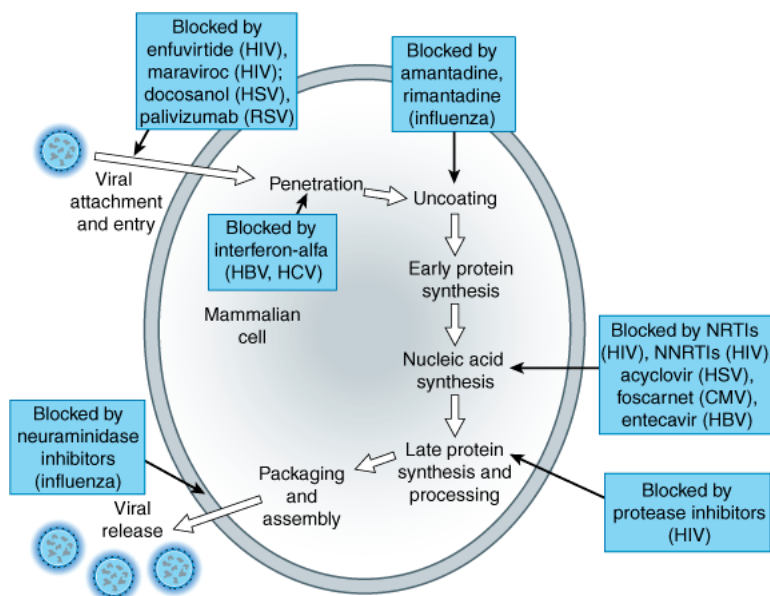 Blocked by
enfuvirtide (HIV),
maraviroc (HIV);
docosanol (HSV),
palivizumab (RSV)
Blocked by
amantadine,
rimantadine
(influenza)
Viral
attachment
and entry
Penetration
Uncoating
Blocked by
interferon-alfa
(HBV, HCV)
Early protein
synthesis
Mammalian
cell
Blocked by NRTIs
(HIV), NNRTIs (HIV)
acyclovir (HSV),
foscarnet (CMV),
entecavir (HBV)
Nucleic acid
synthesis
Blocked by
neuraminidase
inhibitors
(influenza)
Late protein
synthesis and
processing
Packaging
and
assembly
Blocked by
protease inhibitors
(HIV)
Viral
release